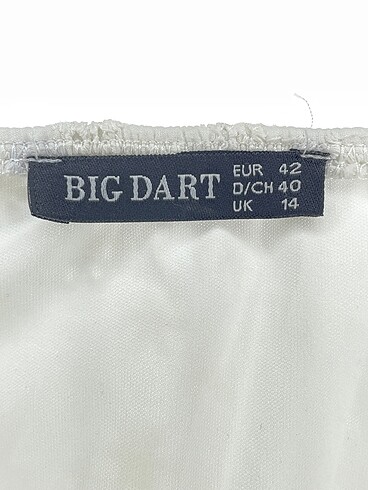 BIG DART
EUR 42
D/CH 40
UK 14